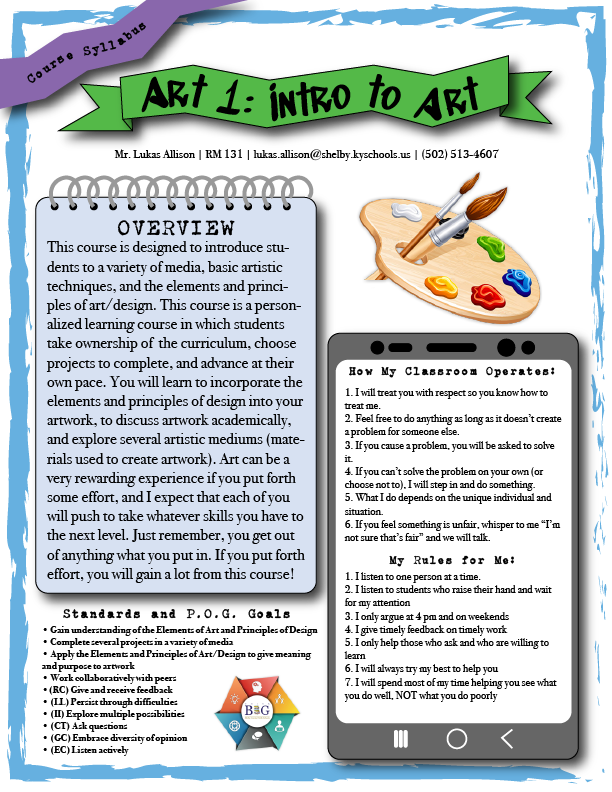 Course Syllabus
ART 1: INTRO TO ART
Mr. Lukas Allison | RM 131 | lukas.allison@shelby.kyschools.us | (502) 513-4607
OVERVIEW
This course is designed to introduce stu-
dents to a variety of media, basic artistic
techniques, and the elements and princi-
ples of art/design. This course is a person-
alized learning course in which students
take ownership of the curriculum, choose
projects to complete, and advance at their
own pace. You will learn to incorporate the
elements and principles of design into your
artwork, to discuss artwork academically,
and explore several artistic mediums (mate-
rials used to create artwork). Art can be a
very rewarding experience if you put forth
some effort, and I expect that each of you
will push to take whatever skills you have to
the next level. Just remember, you get out
of anything what you put in. If you put forth
effort, you will gain a lot from this course!
Standards and P.O.G. Goals
• Gain understanding of the Elements of Art and Principles of Design
• Complete several projects in a variety of media
• Apply the Elements and Principles of Art/Design to give meaning
and purpose to artwork
• Work collaboratively with peers
• (RC) Give and receive feedback
• (LL) Persist through difficulties
• (II) Explore multiple possibilities
• (CT) Ask questions
• (GC) Embrace diversity of opinion
• (EC) Listen actively
BIG
How My Classroom Operates:
1. I will treat you with respect so you know how to
treat me.
2. Feel free to do anything as long as it doesn't create
a problem for someone else.
3. If you cause a problem, you will be asked to solve
it.
4. If you can't solve the problem on your own (or
choose not to), I will step in and do something.
5. What I do depends on the unique individual and
situation.
6. If you feel something is unfair, whisper to me “I'm
not sure that's fair” and we will talk.
My Rules for Me:
1. I listen to one person at a time.
2. I listen to students who raise their hand and wait
for my attention
3. I only argue at 4 pm and on weekends
4. I give timely feedback on timely work
5. I only help those who ask and who are willing to
learn
6. I will always try my best to help you
7. I will spend most of my time helping you see what
you do well, NOT what you do poorly